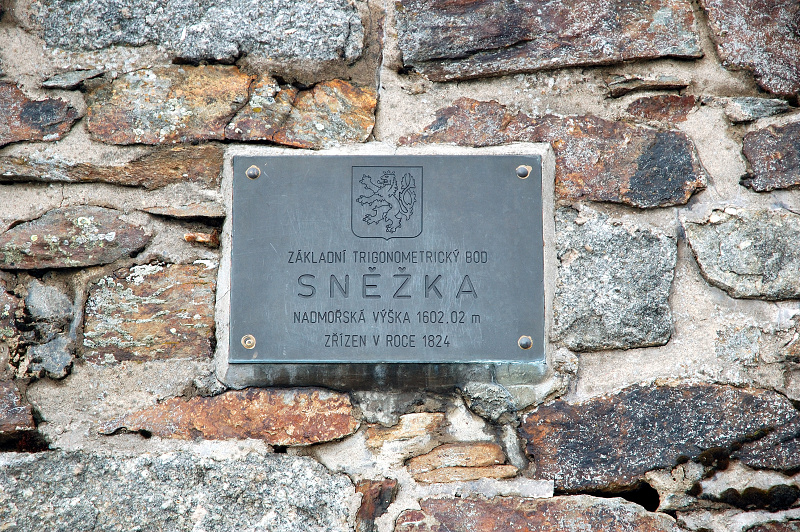 ZÁKLADNÍ TRIGONOMETRICKÝ BOD
SNĚŽKA
NADMOŘSKÁ VÝŠKA 1602,02 m
ZŘÍZEN V ROCE 1824